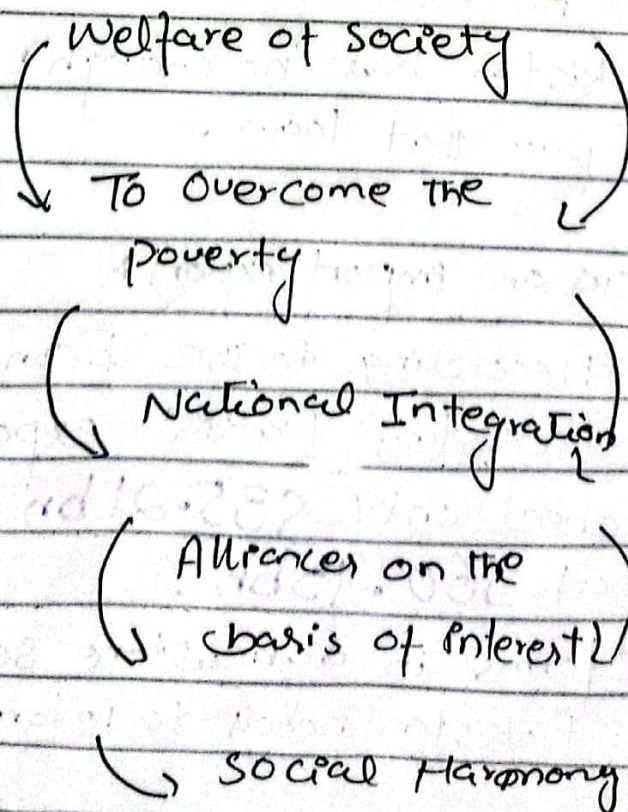 Welfare of society
To Overcome the
poverty
National Integration
Alliances on the
basis of interest
Social Harmony